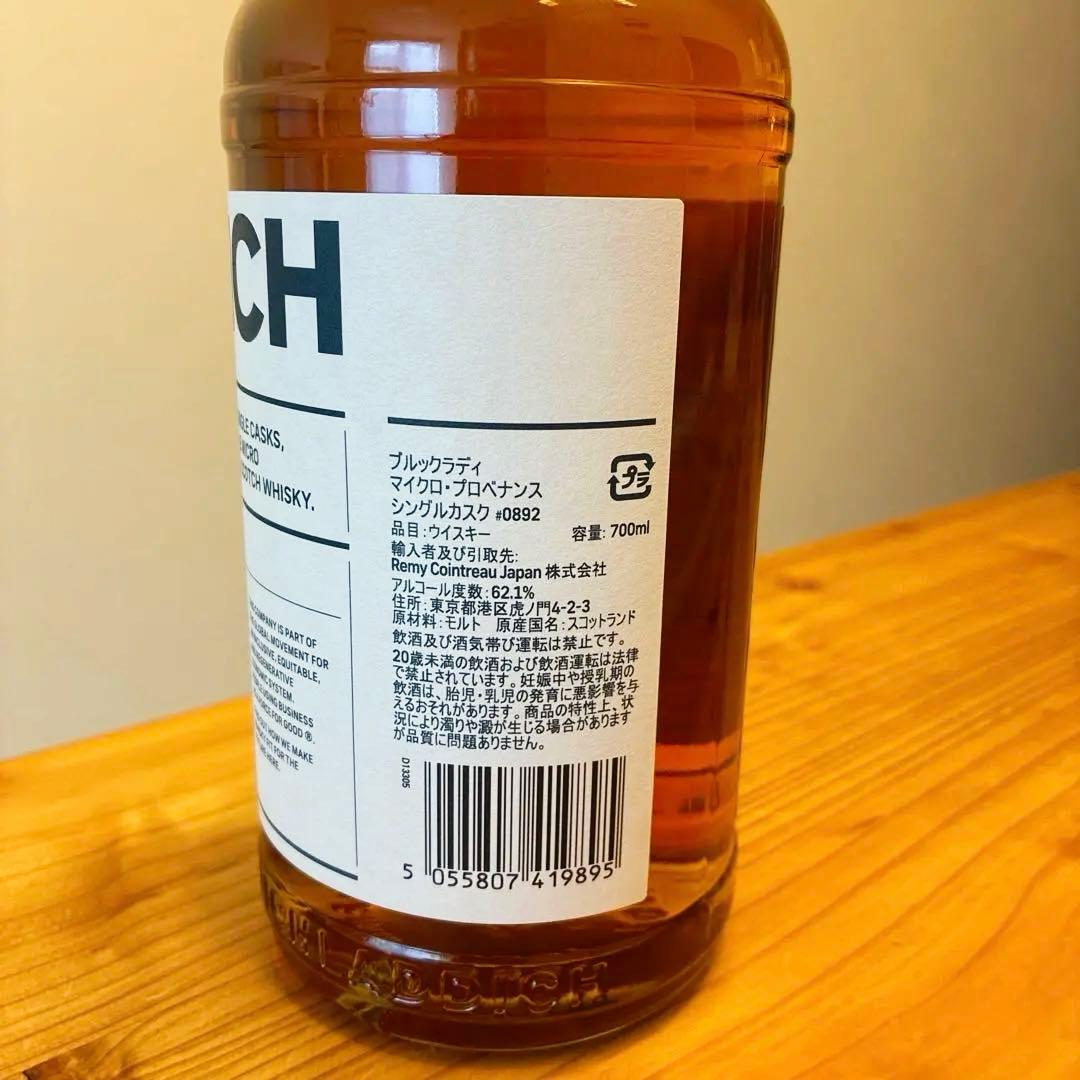 ICH
CASKS,
MICRO
SCOTCH WHISKY.
COMPANY IS PART OF
GLOBAL MOVEMENT FOR
INCLUSIVE, EQUITABLE,
REGENERATIVE
SYSTEM.
USING BUSINESS
FOR GOOD ®.
HOW WE MAKE
FOR THE
HERE.
ブルックラディ
マイクロ・プロベナンス
シングルカスク #0892
プラ
品目：ウイスキー 容量: 700ml
輸入者及び引取先:
Remy Cointreau Japan 株式会社
アルコール度数：62.1%
住所：東京都港区虎ノ門4-2-3
原材料：モルト 原産国名：スコットランド
飲酒及び酒気帯び運転は禁止です。
20歳未満の飲酒および飲酒運転は法律
で禁止されています。妊娠中や授乳期の
飲酒は、胎児・乳児の発育に悪影響を与
えるおそれがあります。商品の特性上、状
況により濁りや澱が生じる場合があります
が品質に問題ありません。
D13305
5 055807 419895
LADDICH